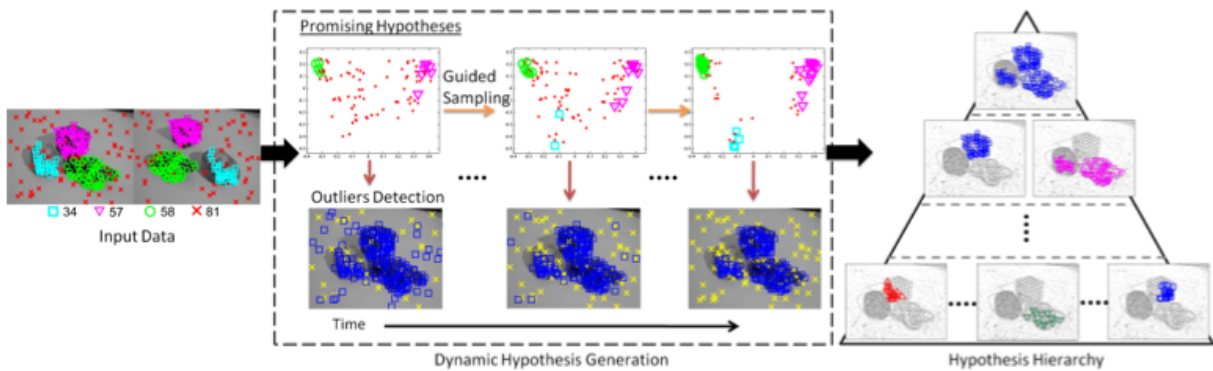 Promising Hypotheses
Guided
Sampling
34 57 58 81
Input Data
Outliers Detection
Time
Dynamic Hypothesis Generation
Hypothesis Hierarchy